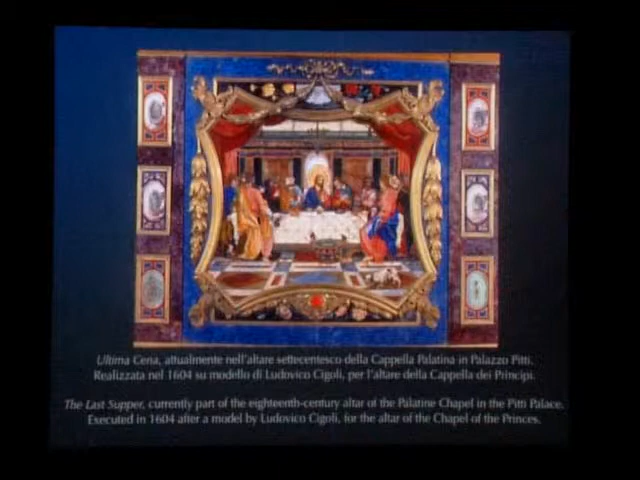 Ultima Cena, attualmente nell'altare settecentesco della Cappella Palatina in Palazzo Pitti.
Realizzata nel 1604 su modello di Ludovico Cigoli, per l'altare della Cappella dei Principi.
The Last Supper, currently part of the eighteenth-century altar of the Palatine Chapel in the Pitti Palace.
Executed in 1604 after a model by Ludovico Cigoli, for the altar of the Chapel of the Princes.